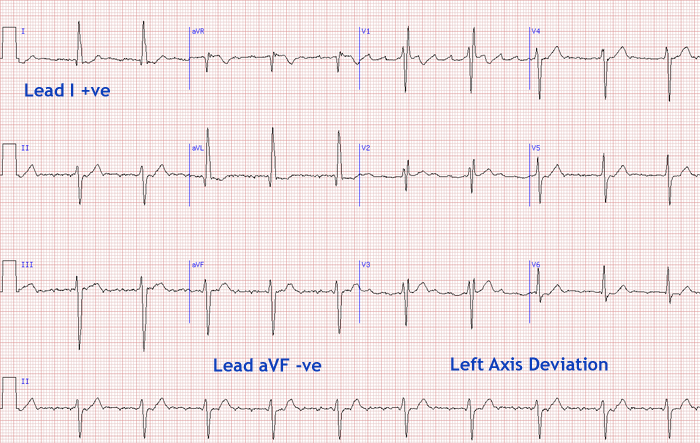 I aVR V1 V4
Lead I +ve
II aVL V2 V5
III aVF V3 V6
Lead aVF -ve Left Axis Deviation
II